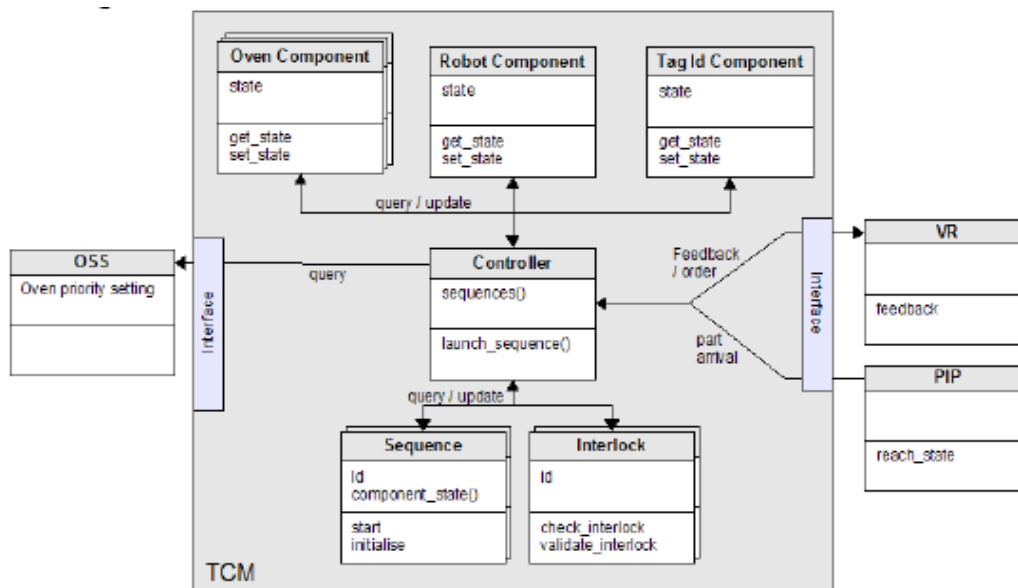 Oven Component
state
get_state
set_state
Robot Component
state
get_state
set_state
Tag Id Component
state
get_state
set_state
query / update
OSS
Oven priority setting
Interface
query
Controller
sequences()
launch_sequence()
Feedback
/ order
part
arrival
Interface
VR
feedback
PIP
reach_state
query / update
Sequence
id
component_state()
start
initialise
Interlock
id
check_interlock
validate_interlock
TCM